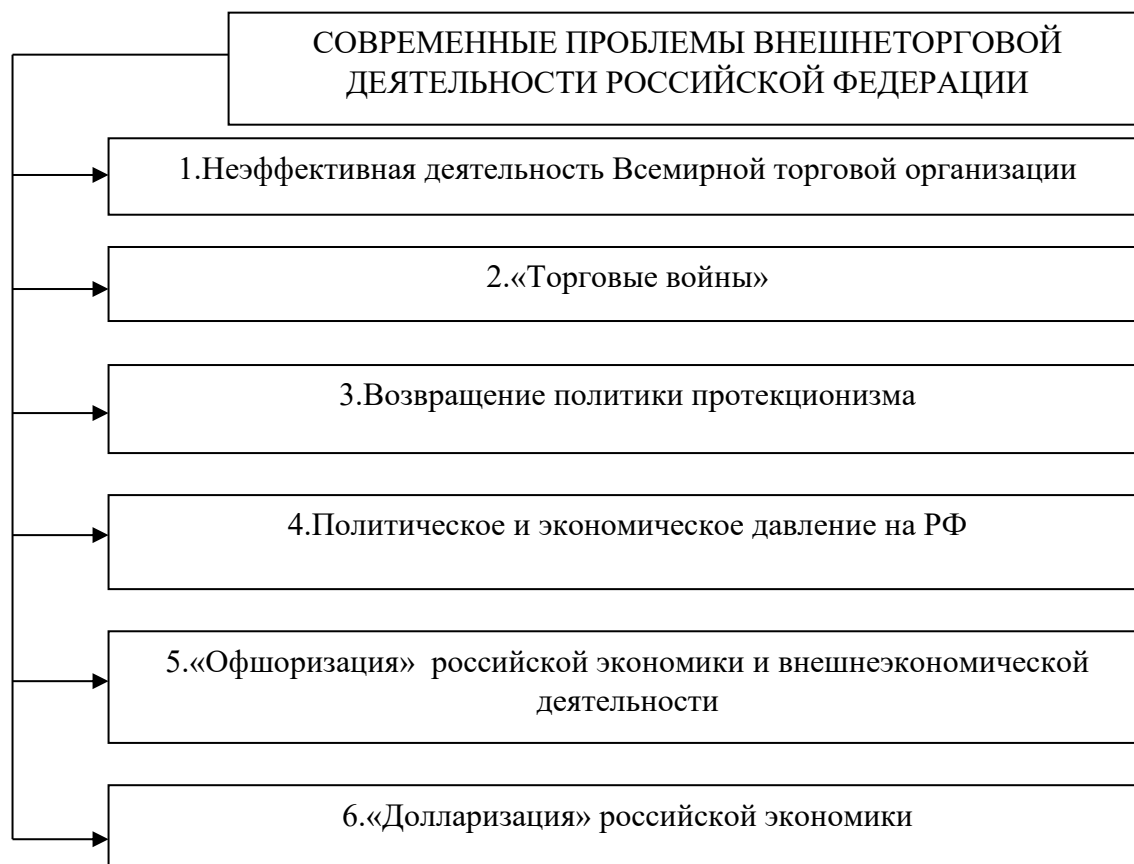 СОВРЕМЕННЫЕ ПРОБЛЕМЫ ВНЕШНЕТОРГОВОЙ
ДЕЯТЕЛЬНОСТИ РОССИЙСКОЙ ФЕДЕРАЦИИ
1.Неэффективная деятельность Всемирной торговой организации
2.«Торговые войны»
3.Возвращение политики протекционизма
4.Политическое и экономическое давление на РФ
5.«Офшоризация»  российской экономики и внешнеэкономической
деятельности
6.«Долларизация» российской экономики